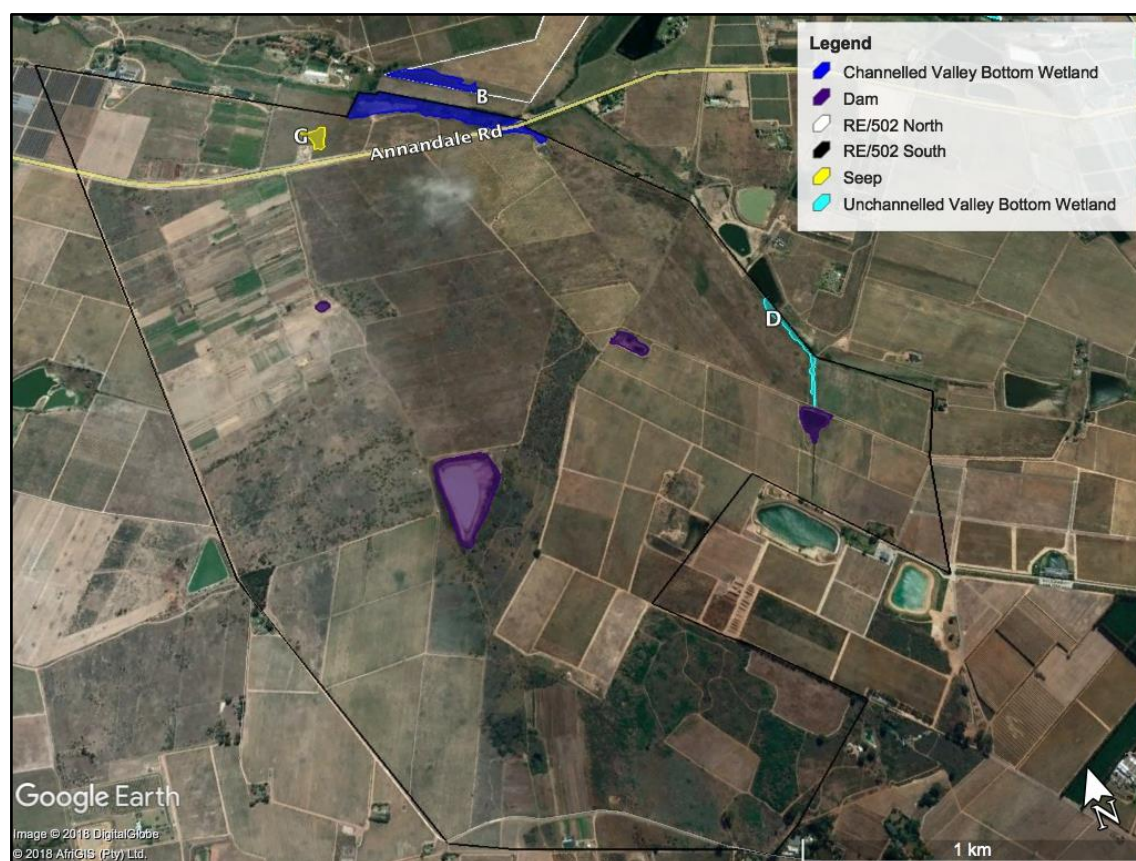 Legend
Channelled Valley Bottom Wetland
Dam
RE/502 North
RE/502 South
Seep
Unchannelled Valley Bottom Wetland
B
G
Annandale Rd
D
Google Earth
Image © 2018 DigitalGlobe
© 2018 AfriGIS (Pty) Ltd.
1 km
N